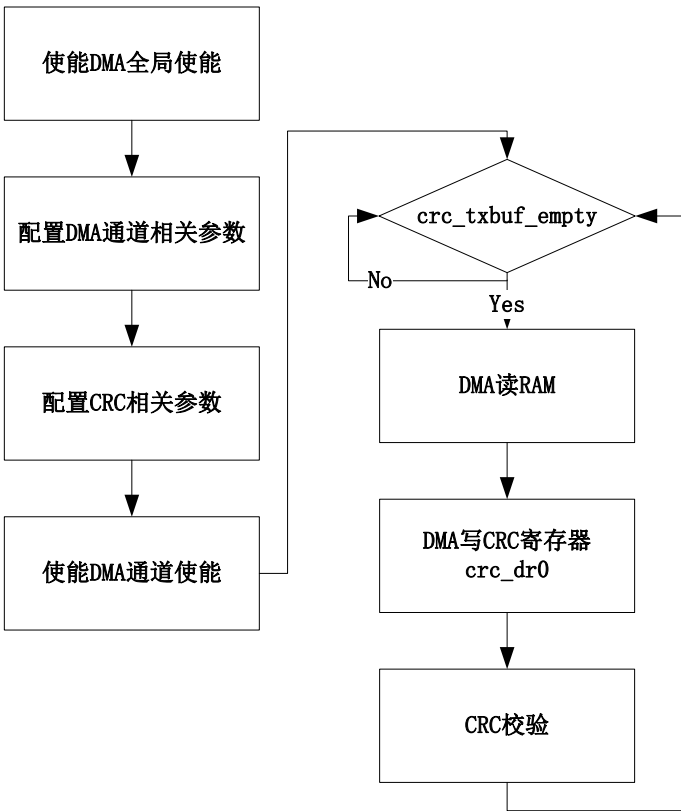 使能DMA全局使能
配置DMA通道相关参数
配置CRC相关参数
使能DMA通道使能
crc_txbuf_empty
No
Yes
DMA读RAM
DMA写CRC寄存器
crc_dr0
CRC校验